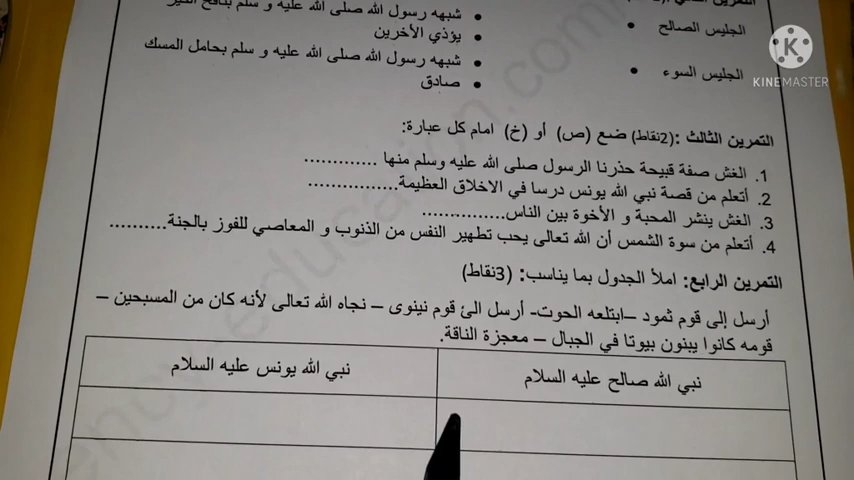 شبهه رسول الله صلى الله عليه و سلم بنافخ الكير
الجليس الصالح
يؤذي الأخرين
شبهه رسول الله صلى الله عليه و سلم بحامل المسك
الجليس السوء
صادق
KINEMASTER
التمرين الثالث :(2نقاط) ضع (ص) أو (خ) امام كل عبارة:
1. الغش صفة قبيحة حذرنا الرسول صلى الله عليه وسلم منها .............
2. أتعلم من قصة نبي الله يونس درسا في الاخلاق العظيمة................
3. الغش ينشر المحبة و الأخوة بين الناس...............
4. أتعلم من سوة الشمس أن الله تعالى يحب تطهير النفس من الذنوب و المعاصي للفوز بالجنة..........
التمرين الرابع: املأ الجدول بما يناسب: (3نقاط)
أرسل إلى قوم ثمود –ابتلعه الحوت- أرسل الئ قوم نينوى – نجاه الله تعالى لأنه كان من المسبحين –
قومه كانوا يبنون بيوتا في الجبال – معجزة الناقة.
نبي الله صالح عليه السلام
نبي الله يونس عليه السلام